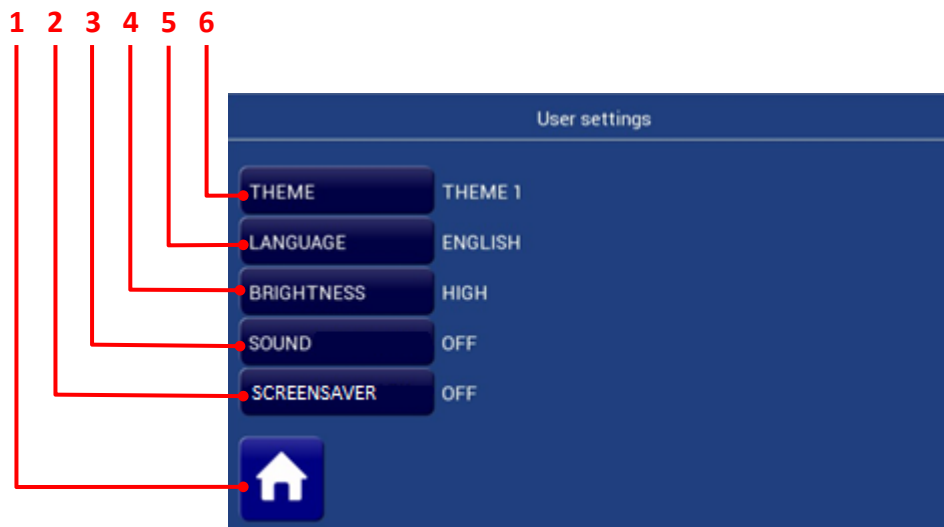 1 2 3 4 5 6
User settings
THEME THEME 1
LANGUAGE ENGLISH
BRIGHTNESS HIGH
SOUND OFF
SCREENSAVER OFF